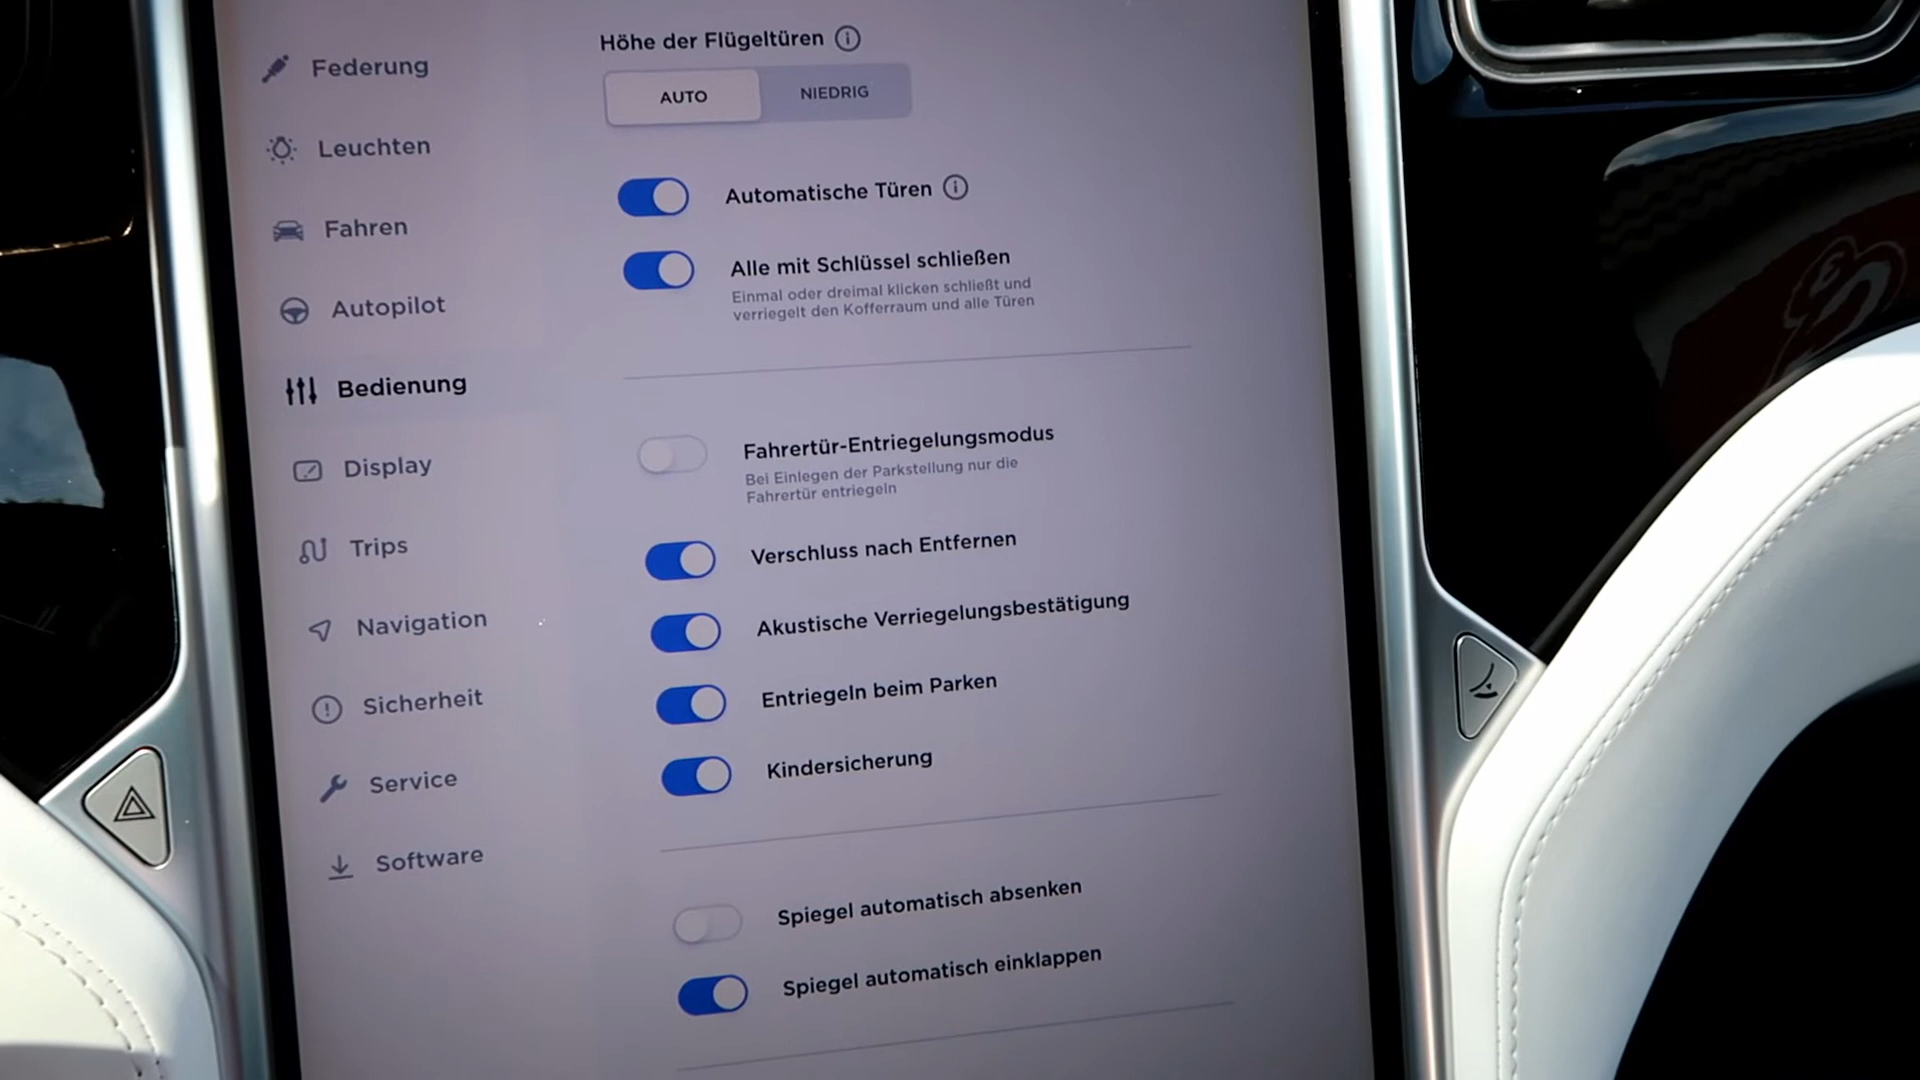 Federung
Leuchten
Fahren
Autopilot
Bedienung
Display
Trips
Navigation
Sicherheit
Service
Software
Höhe der Flügeltüren
AUTO
NIEDRIG
Automatische Türen
Alle mit Schlüssel schließen
Einmal oder dreimal klicken schließt und
verriegelt den Kofferraum und alle Türen
Fahrertür-Entriegelungsmodus
Bei Einlegen der Parkstellung nur die
Fahrertür entriegeln
Verschluss nach Entfernen
Akustische Verriegelungsbestätigung
Entriegeln beim Parken
Kindersicherung
Spiegel automatisch absenken
Spiegel automatisch einklappen